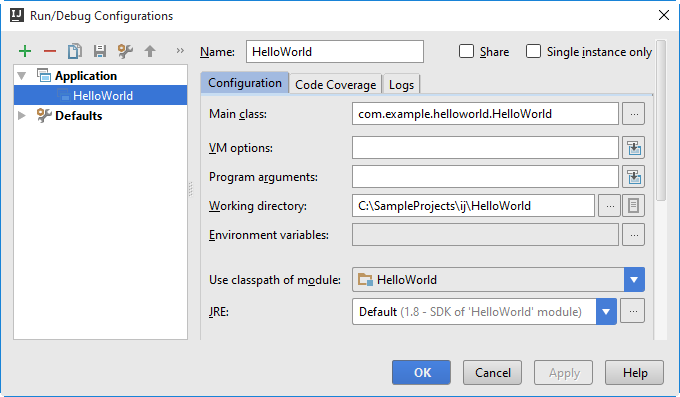 IJ Run/Debug Configurations
Name: HelloWorld Share Single instance only
Application
HelloWorld
Defaults
Configuration Code Coverage Logs
Main class: com.example.helloworld.HelloWorld ...
VM options:
Program arguments:
Working directory: C:\SampleProjects\ij\HelloWorld ...
Environment variables: ...
Use classpath of module: HelloWorld
JRE: Default (1.8 - SDK of 'HelloWorld' module) ...
OK Cancel Apply Help